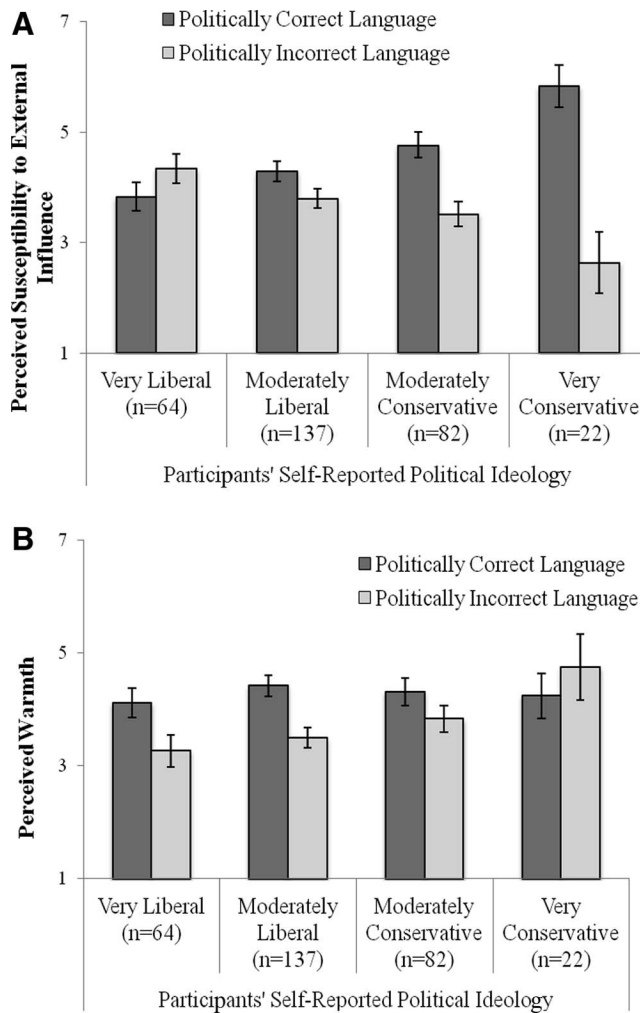 A
7
Politically Correct Language
Politically Incorrect Language
5
3
1
Perceived Susceptibility to External
Influence
Very Liberal
(n=64)
Moderately
Liberal
(n=137)
Moderately
Conservative
(n=82)
Very
Conservative
(n=22)
Participants' Self-Reported Political Ideology
B
7
Politically Correct Language
Politically Incorrect Language
5
3
1
Perceived Warmth
Very Liberal
(n=64)
Moderately
Liberal
(n=137)
Moderately
Conservative
(n=82)
Very
Conservative
(n=22)
Participants' Self-Reported Political Ideology